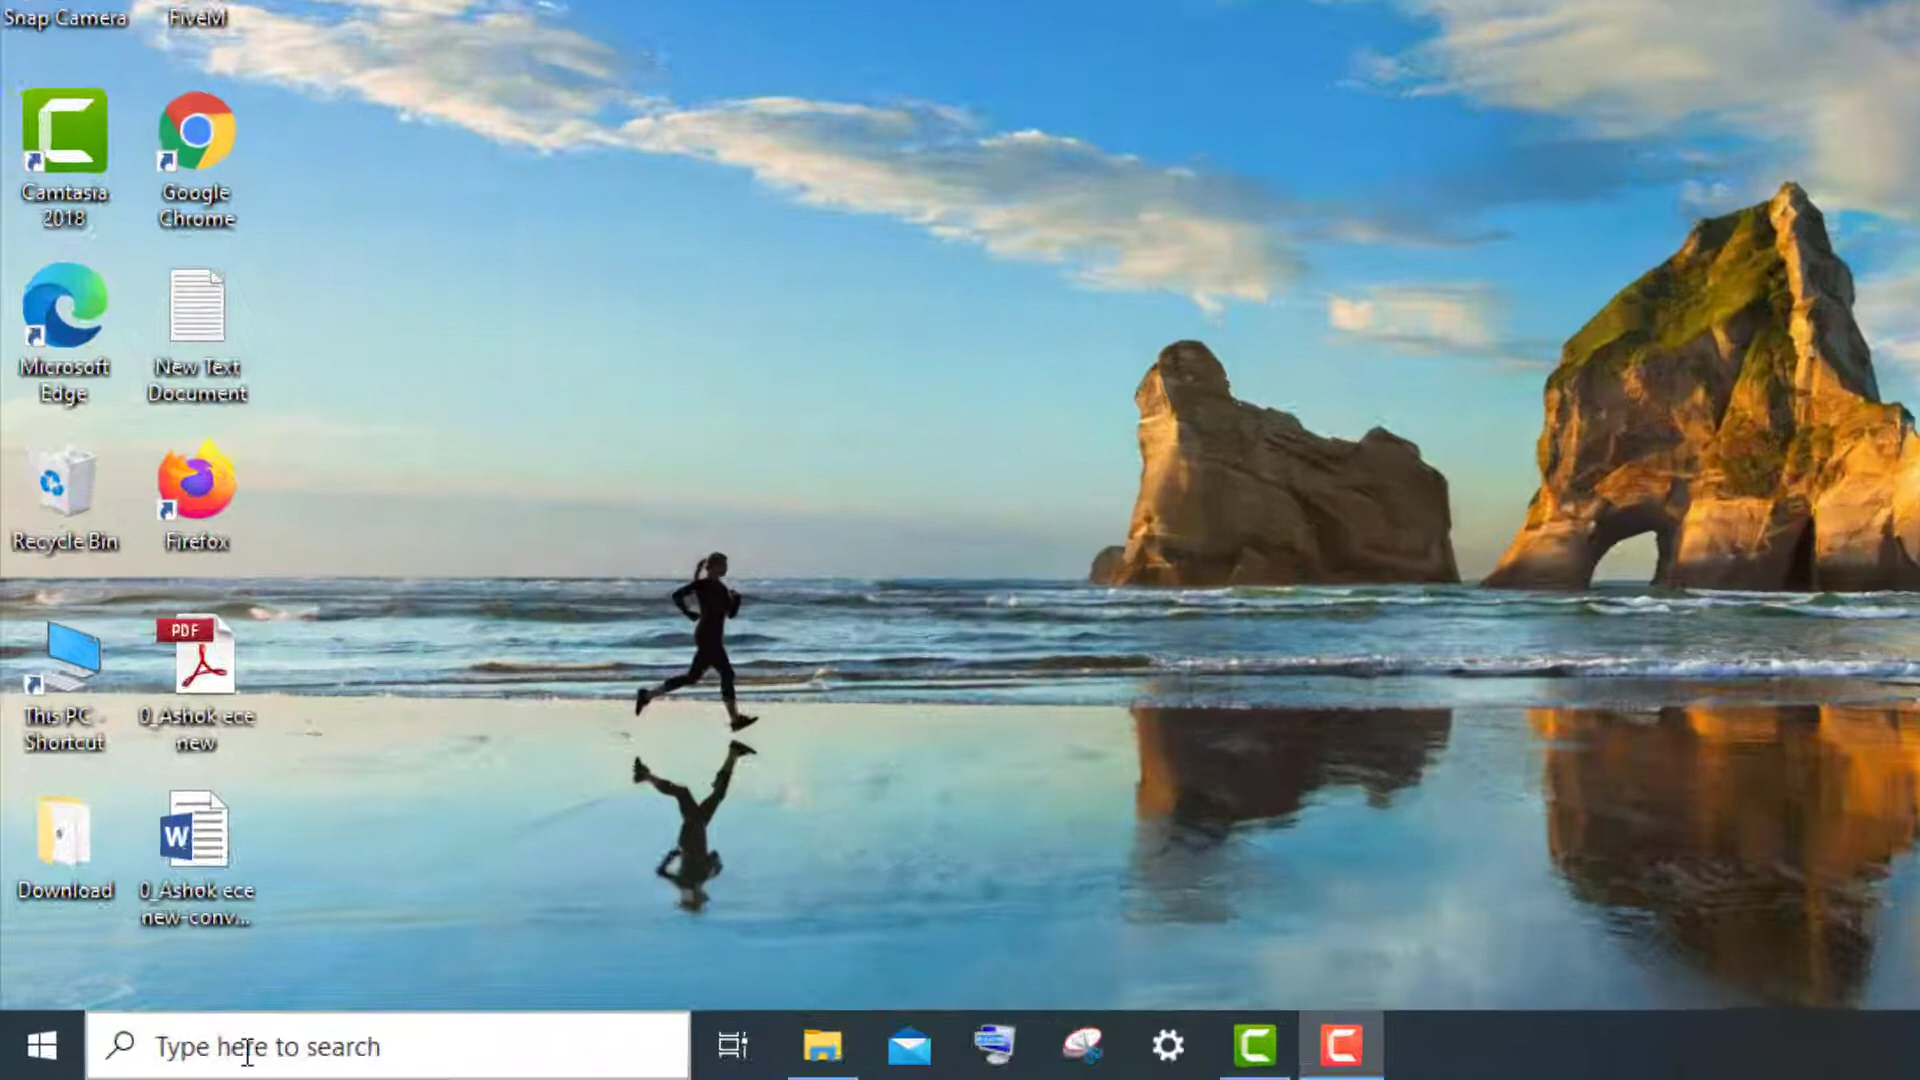 Snap Camera
FiveM
Camtasia
2018
Google
Chrome
Microsoft
Edge
New Text
Document
Recycle Bin
Firefox
This PC -
Shortcut
PDF
0_Ashok ece
new
Download
W
0_Ashok ece
new-conv...
Type here to search